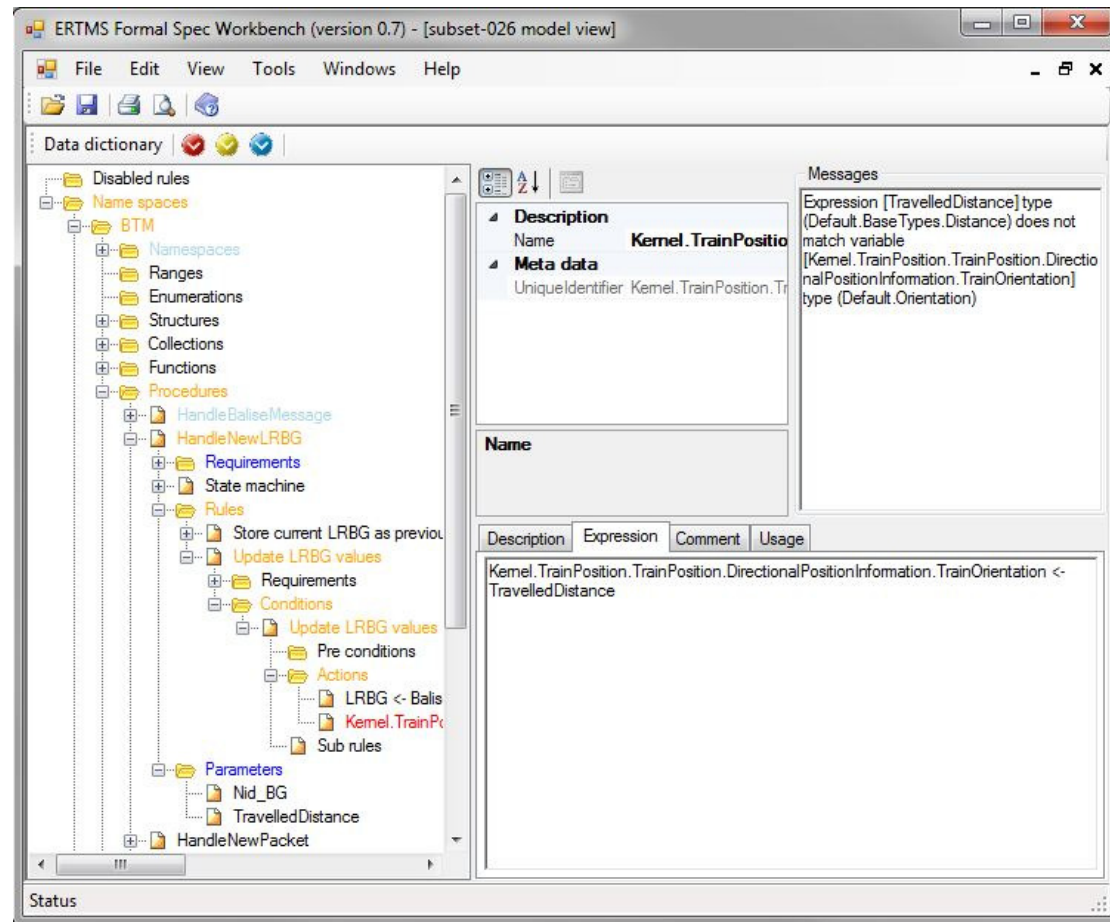 ERTMS Formal Spec Workbench (version 0.7) - [subset-026 model view]
File Edit View Tools Windows Help
Data dictionary
Disabled rules
Name spaces
BTM
Namespaces
Ranges
Enumerations
Structures
Collections
Functions
Procedures
HandleBaliseMessage
HandleNewLRBG
Requirements
State machine
Rules
Store current LRBG as previou
Update LRBG values
Requirements
Conditions
Update LRBG values
Pre conditions
Actions
LRBG <- Balis
Kernel.TrainPo
Sub rules
Parameters
Nid_BG
TravelledDistance
HandleNewPacket
Description
Name Kernel.TrainPositio
Meta data
UniqueIdentifier Kernel.TrainPosition.Tr
Name
Messages
Expression [TravelledDistance] type
(Default.BaseTypes.Distance) does not
match variable
[Kernel.TrainPosition.TrainPosition.Directio
nalPositionInformation.TrainOrientation]
type (Default.Orientation)
Description Expression Comment Usage
Kernel.TrainPosition.TrainPosition.DirectionalPositionInformation.TrainOrientation <-
TravelledDistance
Status